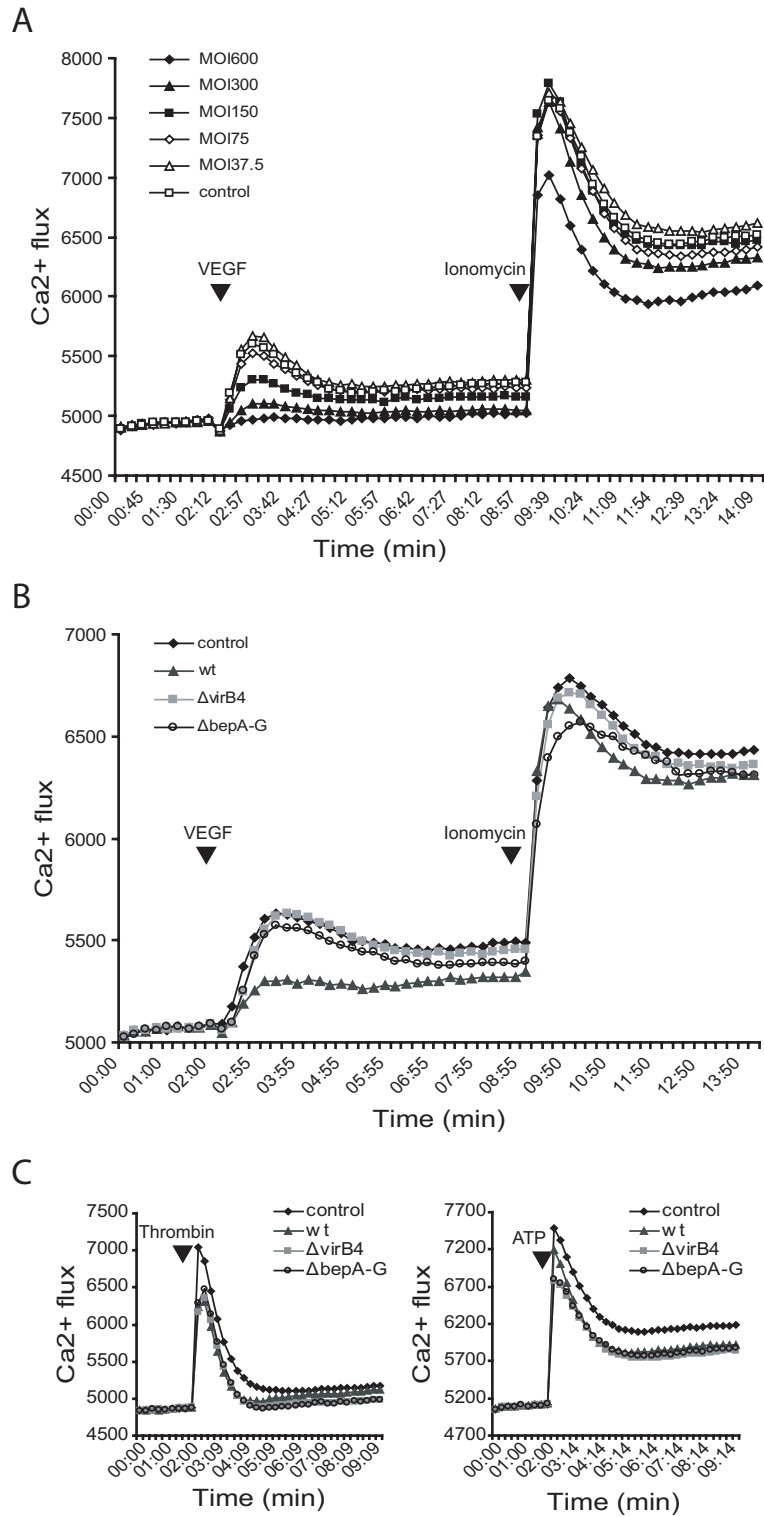 A
8000
7500
7000
6500
6000
5500
5000
4500
Ca2+ flux
MOI600
MOI300
MOI150
MOI75
MOI37.5
control
VEGF
Ionomycin
00:00
00:45
01:30
02:12
02:57
03:42
04:27
05:12
05:57
06:42
07:27
08:12
08:57
09:39
10:24
11:09
11:54
12:39
13:24
14:09
Time (min)
B
7000
6500
6000
5500
5000
Ca2+ flux
control
wt
ΔvirB4
ΔbepA-G
VEGF
Ionomycin
00:00
01:00
02:00
02:55
03:55
04:55
05:55
06:55
07:55
08:55
09:50
10:50
11:50
12:50
13:50
Time (min)
C
7500
7000
6500
6000
5500
5000
4500
Ca2+ flux
Thrombin
control
wt
ΔvirB4
ΔbepA-G
00:00
01:00
02:00
03:09
04:09
05:09
06:09
07:09
08:09
09:09
Time (min)
7700
7200
6700
6200
5700
5200
4700
Ca2+ flux
ATP
control
wt
ΔvirB4
ΔbepA-G
00:00
01:00
02:00
03:14
04:14
05:14
06:14
07:14
08:14
09:14
Time (min)